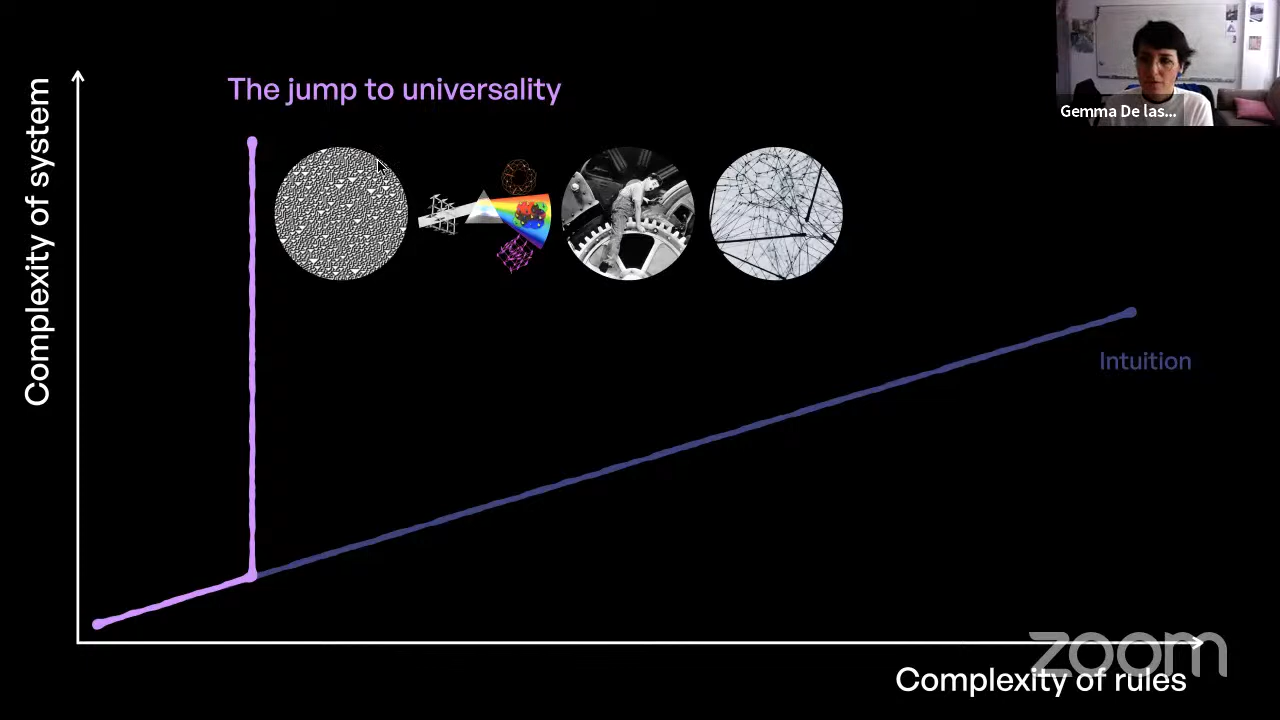 The jump to universality
Complexity of system
Gemma De las...
Intuition
zoom
Complexity of rules